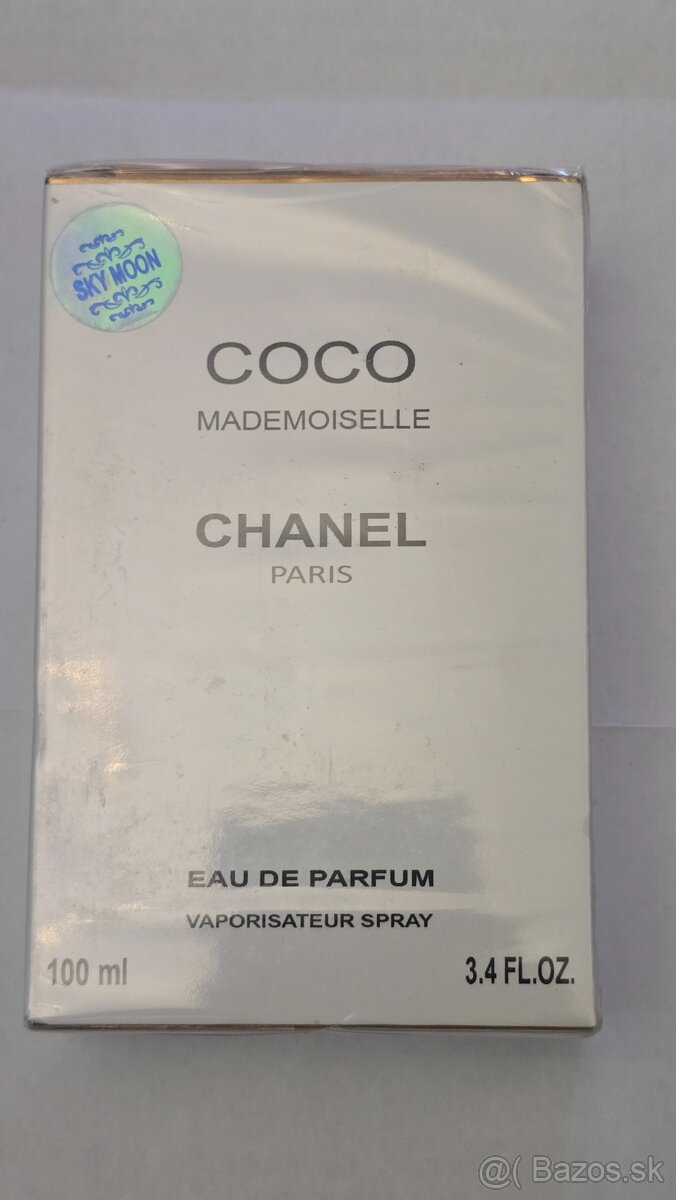 SKY MOON
COCO
MADEMOISELLE
CHANEL
PARIS
EAU DE PARFUM
VAPORISATEUR SPRAY
100 ml
3.4 FL.OZ.
@( Bazos.sk